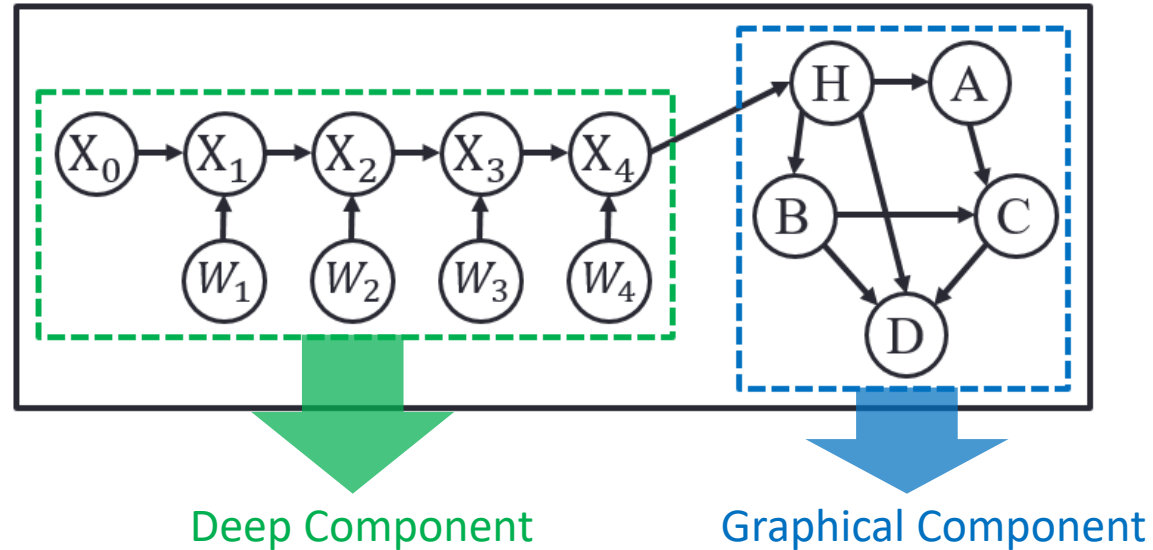 H A
X₀ X₁ X₂ X₃ X₄
B C
W₁ W₂ W₃ W₄
D
Deep Component
Graphical Component